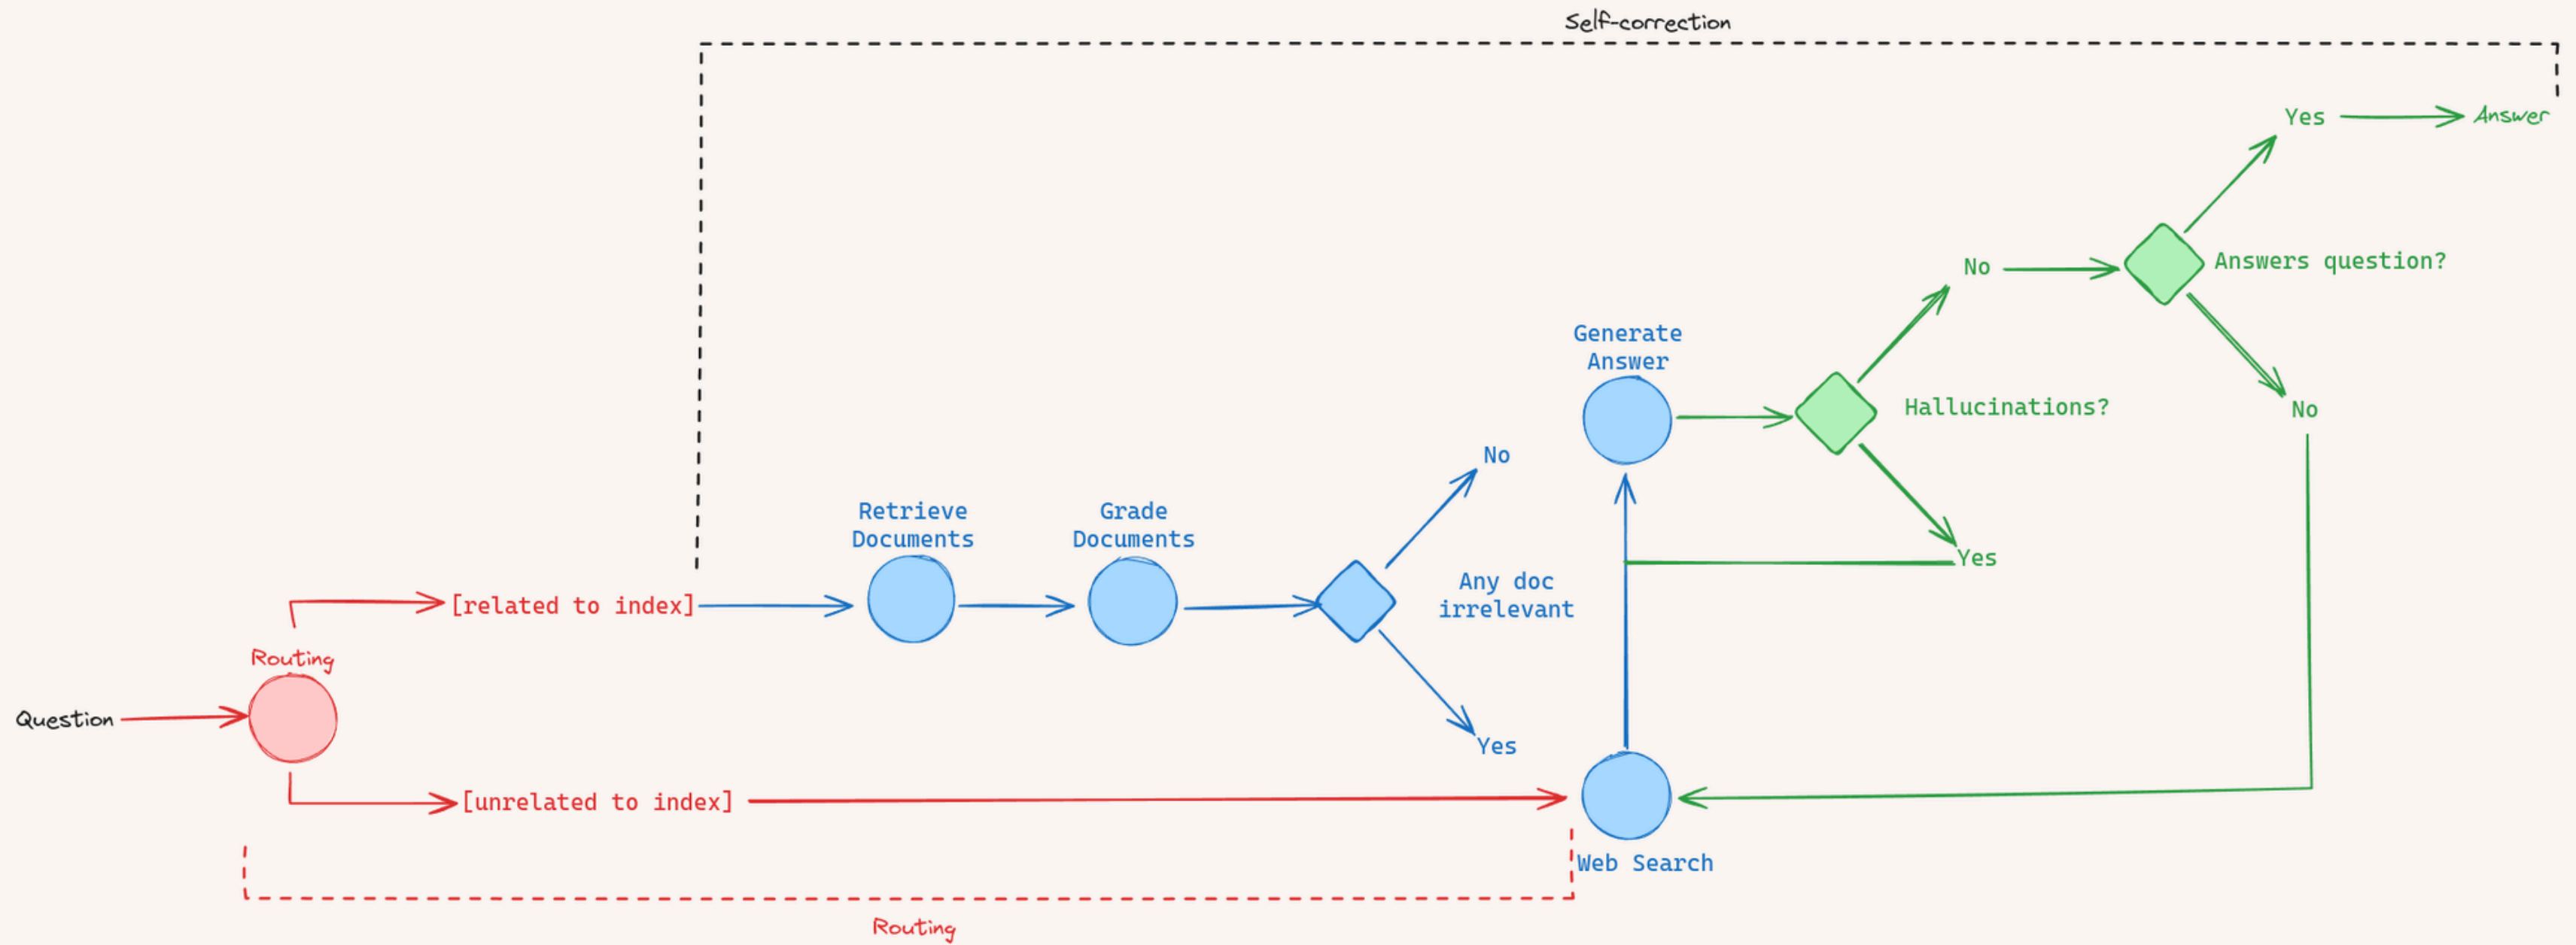 Self-correction
Yes
Answer
Answers question?
No
No
Generate
Answer
Hallucinations?
Yes
No
Any doc
irrelevant
Yes
Retrieve
Documents
Grade
Documents
[related to index]
Routing
Question
[unrelated to index]
Web Search
Routing